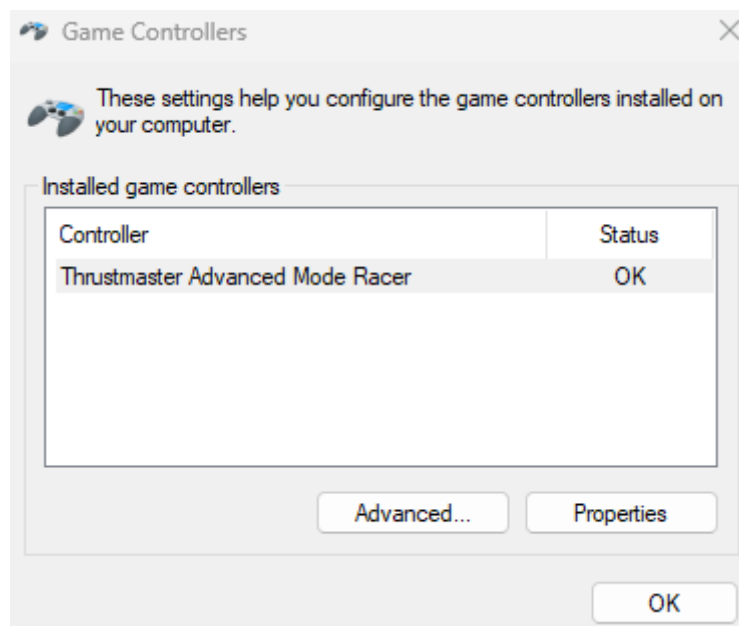 Game Controllers
These settings help you configure the game controllers installed on
your computer.
Installed game controllers
Controller Status
Thrustmaster Advanced Mode Racer OK
Advanced... Properties
OK